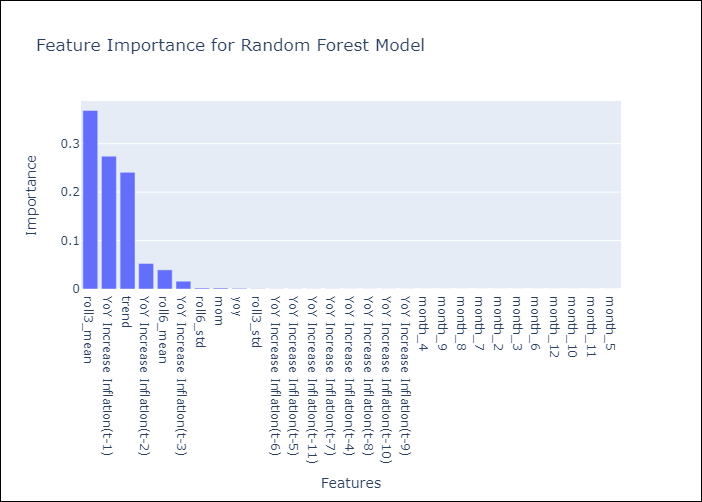 Feature Importance for Random Forest Model
Importance
0.3
0.2
0.1
0
roll3_mean
YoY Increase Inflation(t-1)
trend
YoY Increase Inflation(t-2)
roll6_mean
YoY Increase Inflation(t-3)
roll6_std
mom
yoy
roll3_std
YoY Increase Inflation(t-6)
YoY Increase Inflation(t-5)
YoY Increase Inflation(t-11)
YoY Increase Inflation(t-7)
YoY Increase Inflation(t-4)
YoY Increase Inflation(t-8)
YoY Increase Inflation(t-10)
YoY Increase Inflation(t-9)
month_4
month_9
month_8
month_7
month_2
month_3
month_6
month_12
month_10
month_11
month_5
Features